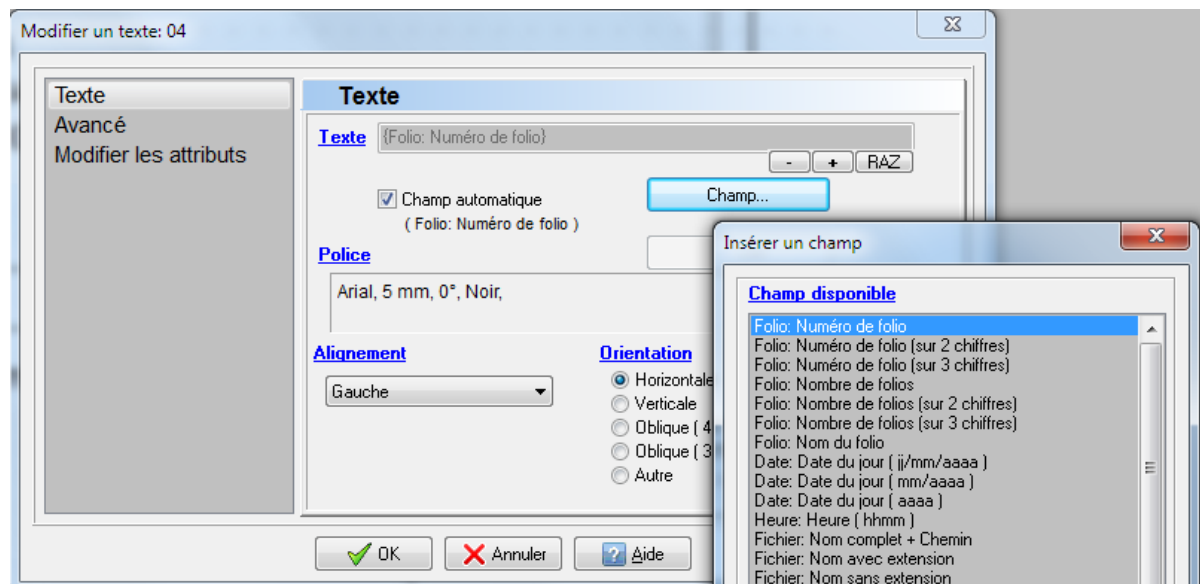 Modifier un texte: 04
Texte
Avancé
Modifier les attributs
Texte
Texte {Folio: Numéro de folio}
- + RAZ
Champ automatique
Champ...
( Folio: Numéro de folio )
Police
Arial, 5 mm, 0°, Noir,
Alignement
Gauche
Orientation
Horizontale
Verticale
Oblique ( 4
Oblique ( 3
Autre
OK Annuler Aide
Insérer un champ
Champ disponible
Folio: Numéro de folio
Folio: Numéro de folio (sur 2 chiffres)
Folio: Numéro de folio (sur 3 chiffres)
Folio: Nombre de folios
Folio: Nombre de folios (sur 2 chiffres)
Folio: Nombre de folios (sur 3 chiffres)
Folio: Nom du folio
Date: Date du jour ( jj/mm/aaaa )
Date: Date du jour ( mm/aaaa )
Date: Date du jour ( aaaa )
Heure: Heure ( hhmm )
Fichier: Nom complet + Chemin
Fichier: Nom avec extension
Fichier: Nom sans extension